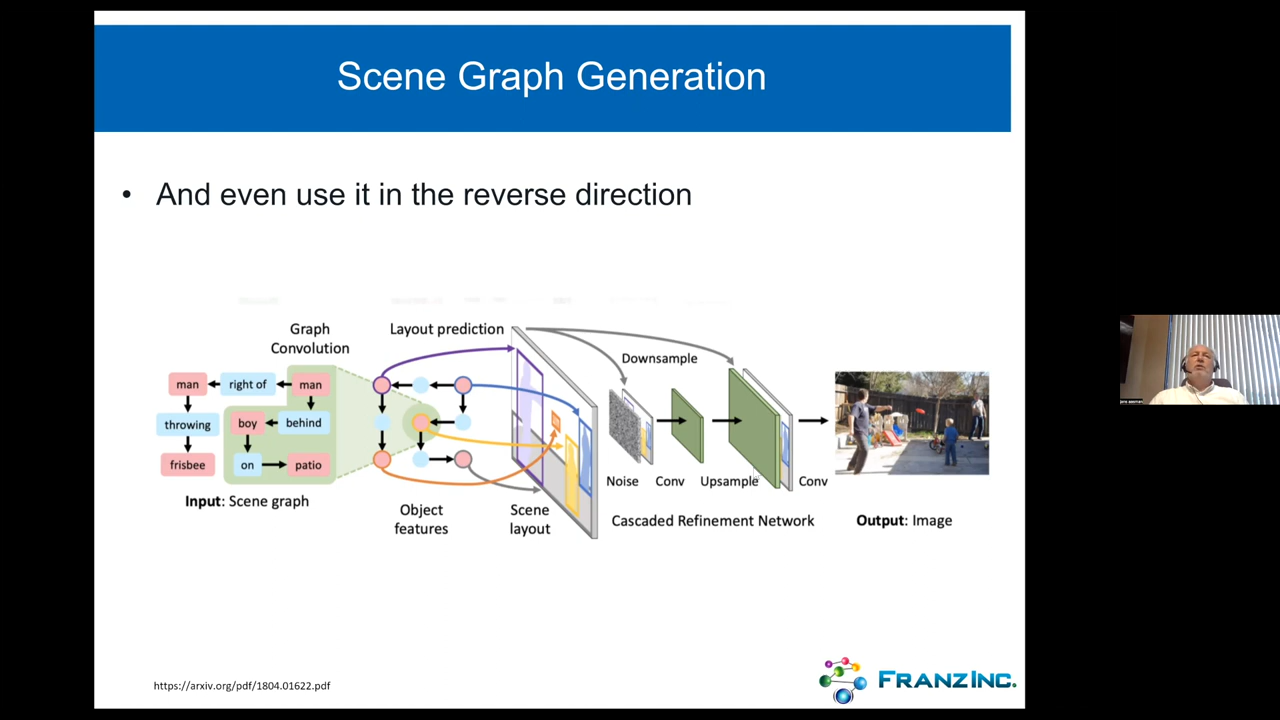 Scene Graph Generation
• And even use it in the reverse direction
Graph
Convolution
Layout prediction
Downsample
man
right of
man
throwing
boy
behind
frisbee
on
patio
Input: Scene graph
Object
features
Scene
layout
Noise
Conv
Upsample
Conv
Cascaded Refinement Network
Output: Image
https://arxiv.org/pdf/1804.01622.pdf
FRANZ INC.